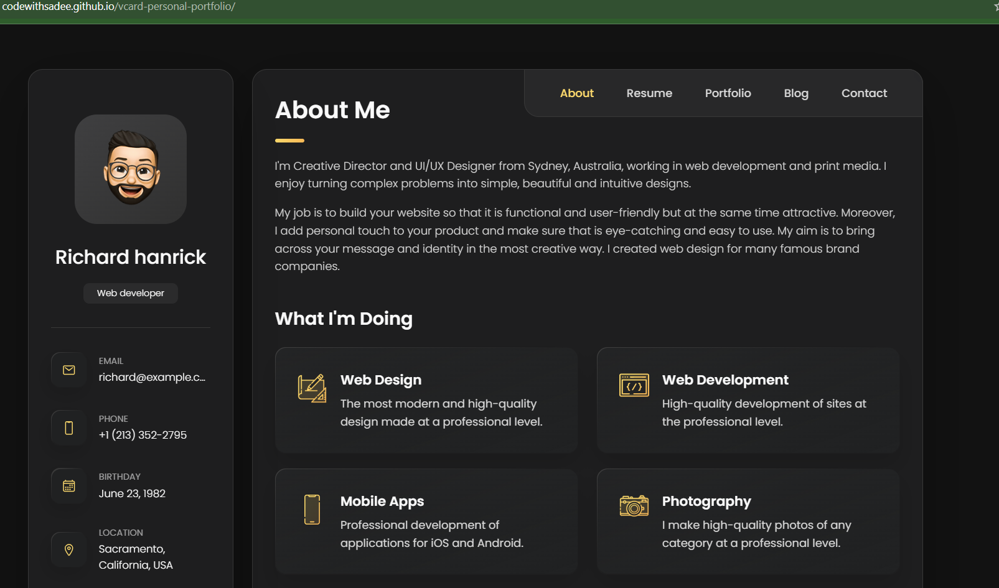 codewithsadee.github.io/vcard-personal-portfolio/
Richard hanrick
Web developer
EMAIL
richard@example.c...
PHONE
+1 (213) 352-2795
BIRTHDAY
June 23, 1982
LOCATION
Sacramento,
California, USA
About Resume Portfolio Blog Contact
About Me
I'm Creative Director and UI/UX Designer from Sydney, Australia, working in web development and print media. I
enjoy turning complex problems into simple, beautiful and intuitive designs.
My job is to build your website so that it is functional and user-friendly but at the same time attractive. Moreover,
I add personal touch to your product and make sure that is eye-catching and easy to use. My aim is to bring
across your message and identity in the most creative way. I created web design for many famous brand
companies.
What I'm Doing
Web Design
The most modern and high-quality
design made at a professional level.
Web Development
High-quality development of sites at
the professional level.
Mobile Apps
Professional development of
applications for iOS and Android.
Photography
I make high-quality photos of any
category at a professional level.